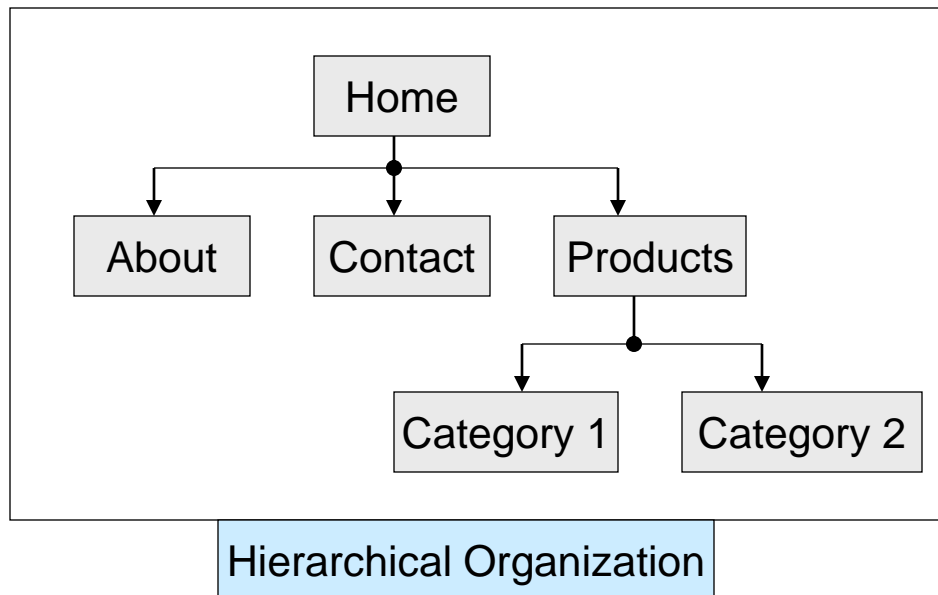 Home
About
Contact
Products
Category 1
Category 2
Hierarchical Organization